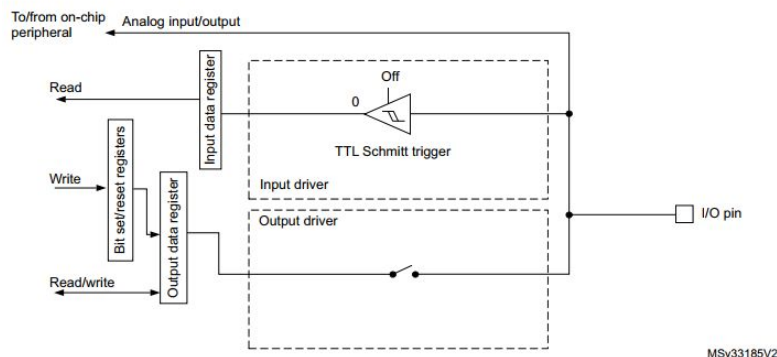 To/from on-chip
peripheral
Analog input/output
Read
Input data register
Off
0
TTL Schmitt trigger
Input driver
Write
Bit set/reset registers
Output data register
Output driver
Read/write
I/O pin
MSv33185V2